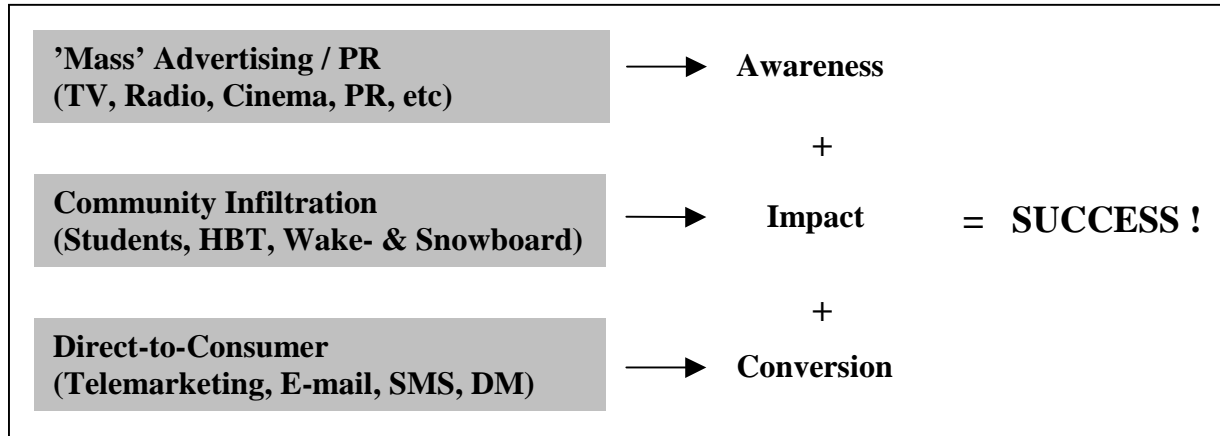 ’Mass’ Advertising / PR
(TV, Radio, Cinema, PR, etc)
Awareness
+
Community Infiltration
(Students, HBT, Wake- & Snowboard)
Impact
= SUCCESS !
+
Direct-to-Consumer
(Telemarketing, E-mail, SMS, DM)
Conversion